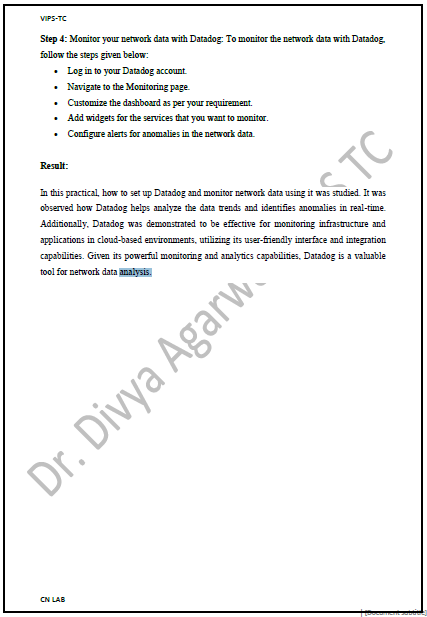 VIPS-TC
Step 4: Monitor your network data with Datadog: To monitor the network data with Datadog,
follow the steps given below:
• Log in to your Datadog account.
• Navigate to the Monitoring page.
• Customize the dashboard as per your requirement.
• Add widgets for the services that you want to monitor.
• Configure alerts for anomalies in the network data.
Result:
In this practical, how to set up Datadog and monitor network data using it was studied. It was
observed how Datadog helps analyze the data trends and identifies anomalies in real-time.
Additionally, Datadog was demonstrated to be effective for monitoring infrastructure and
applications in cloud-based environments, utilizing its user-friendly interface and integration
capabilities. Given its powerful monitoring and analytics capabilities, Datadog is a valuable
tool for network data analysis.
Dr. Divya Agarw
S TC
CN LAB
| [Document subtitle]